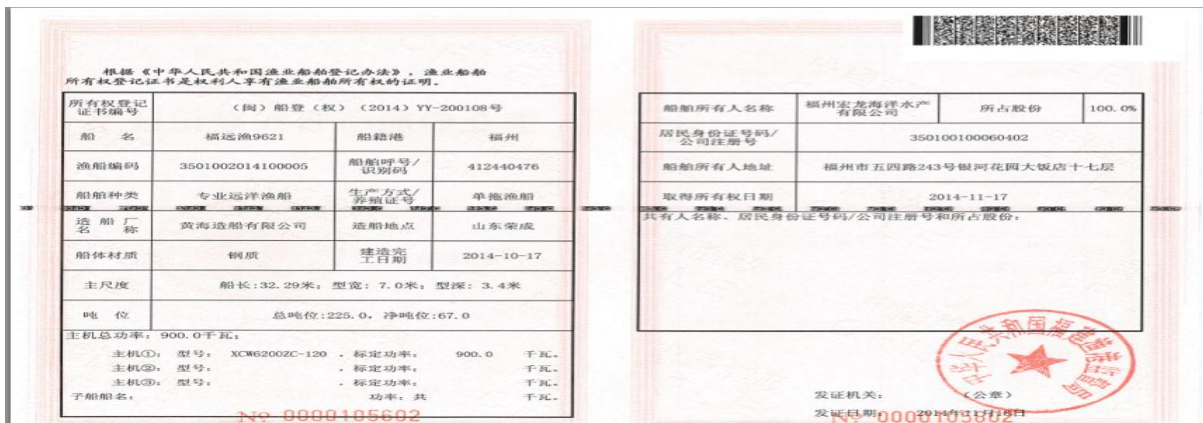 根据《中华人民共和国渔业船舶登记办法》，渔业船舶
所有权登记证书是权利人享有渔业船舶所有权的证明。
所有权登记证书编号 （闽）船登（权）（2014）YY-200108号
船 名 福远渔9621 船籍港 福州
渔船编码 3501002014100005 船舶呼号/识别码 412440476
船舶种类 专业远洋渔船 生产方式/养殖证号 单拖渔船
造船厂名称 黄海造船有限公司 造船地点 山东荣成
船体材质 钢质 建造完工日期 2014-10-17
主尺度 船长:32.29米； 型宽: 7.0米； 型深: 3.4米
吨 位 总吨位:225.0，净吨位:67.0
主机总功率：900.0千瓦；
主机①：型号： XCW6200ZC-120 ，标定功率： 900.0 千瓦。
主机②：型号： ，标定功率： 千瓦。
主机③：型号： ，标定功率： 千瓦。
子船船名： 功率：共 千瓦。
No 0000105602
船舶所有人名称 福州宏龙海洋水产有限公司 所占股份 100.0%
居民身份证号码/公司注册号 350100100060402
船舶所有人地址 福州市五四路243号银河花园大饭店十七层
取得所有权日期 2014-11-17
共有人名称、居民身份证号码/公司注册号和所占股份：
发证机关： （公章）
发证日期： 2014年11月18日
No 0000105602